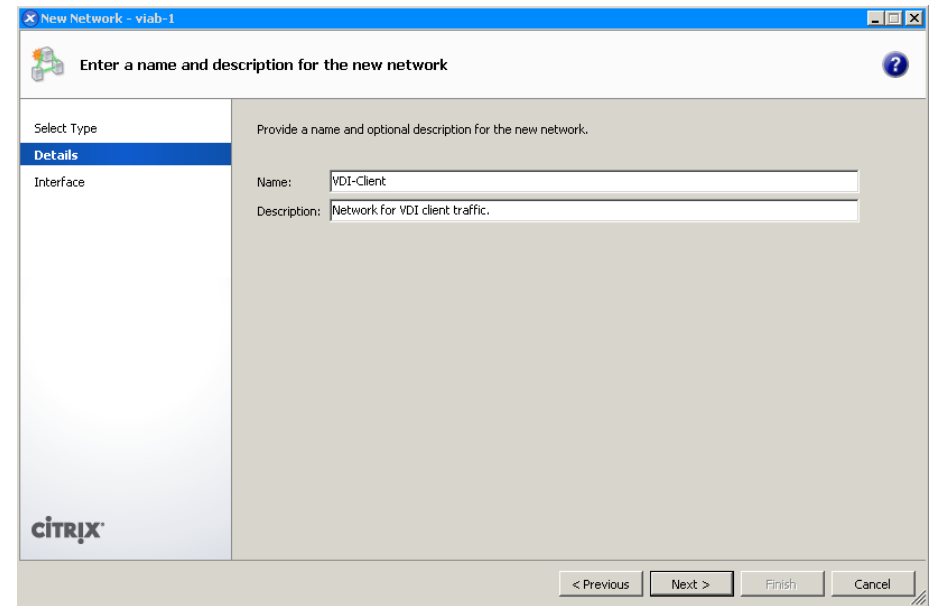 New Network - viab-1
Enter a name and description for the new network
?
Select Type
Provide a name and optional description for the new network.
Details
Interface
Name: VDI-Client
Description: Network for VDI client traffic.
CITRIX
< Previous Next > Finish Cancel